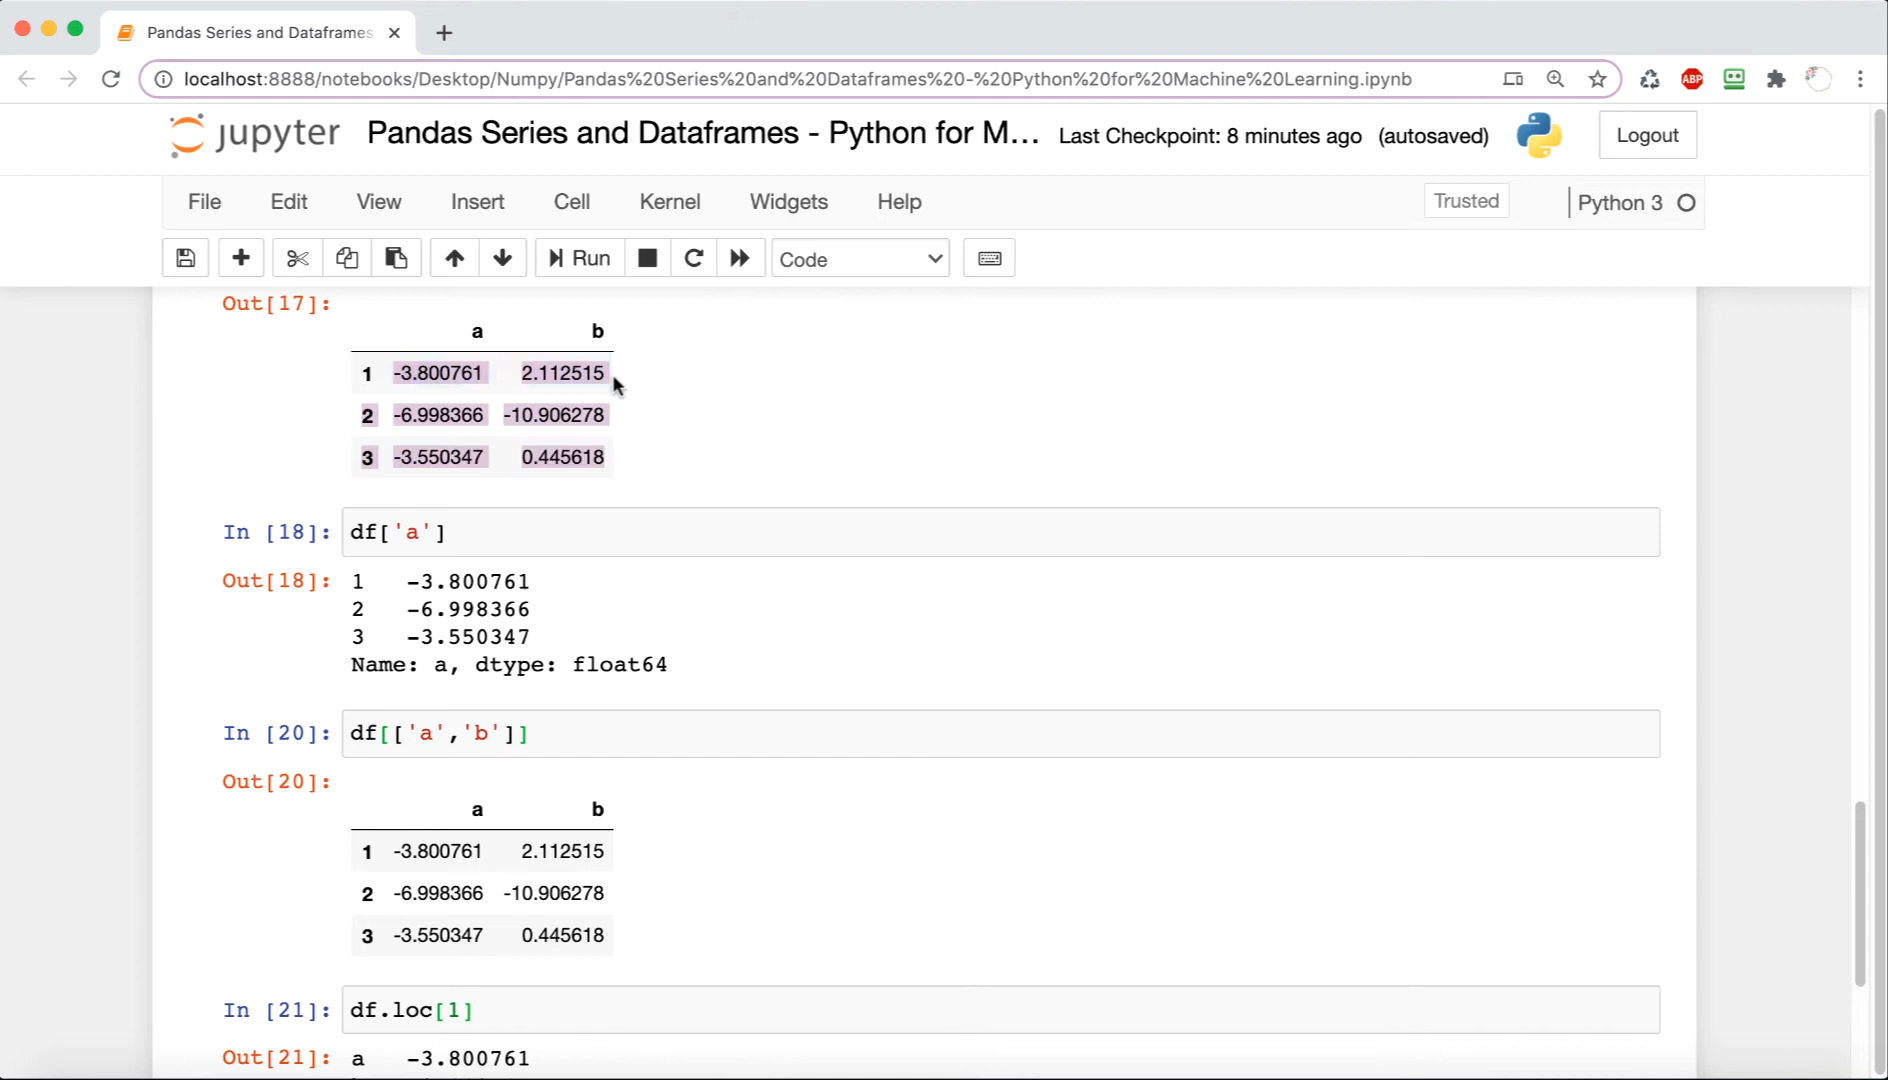 Pandas Series and Dataframes
localhost:8888/notebooks/Desktop/Numpy/Pandas%20Series%20and%20Dataframes%20-%20Python%20for%20Machine%20Learning.ipynb
ABP
jupyter Pandas Series and Dataframes - Python for M... Last Checkpoint: 8 minutes ago (autosaved) Logout
File Edit View Insert Cell Kernel Widgets Help Trusted Python 3
Run Code
Out[17]:
a b
1 -3.800761 2.112515
2 -6.998366 -10.906278
3 -3.550347 0.445618
In [18]: df['a']
Out[18]: 1 -3.800761
2 -6.998366
3 -3.550347
Name: a, dtype: float64
In [20]: df[['a','b']]
Out[20]:
a b
1 -3.800761 2.112515
2 -6.998366 -10.906278
3 -3.550347 0.445618
In [21]: df.loc[1]
Out[21]: a -3.800761